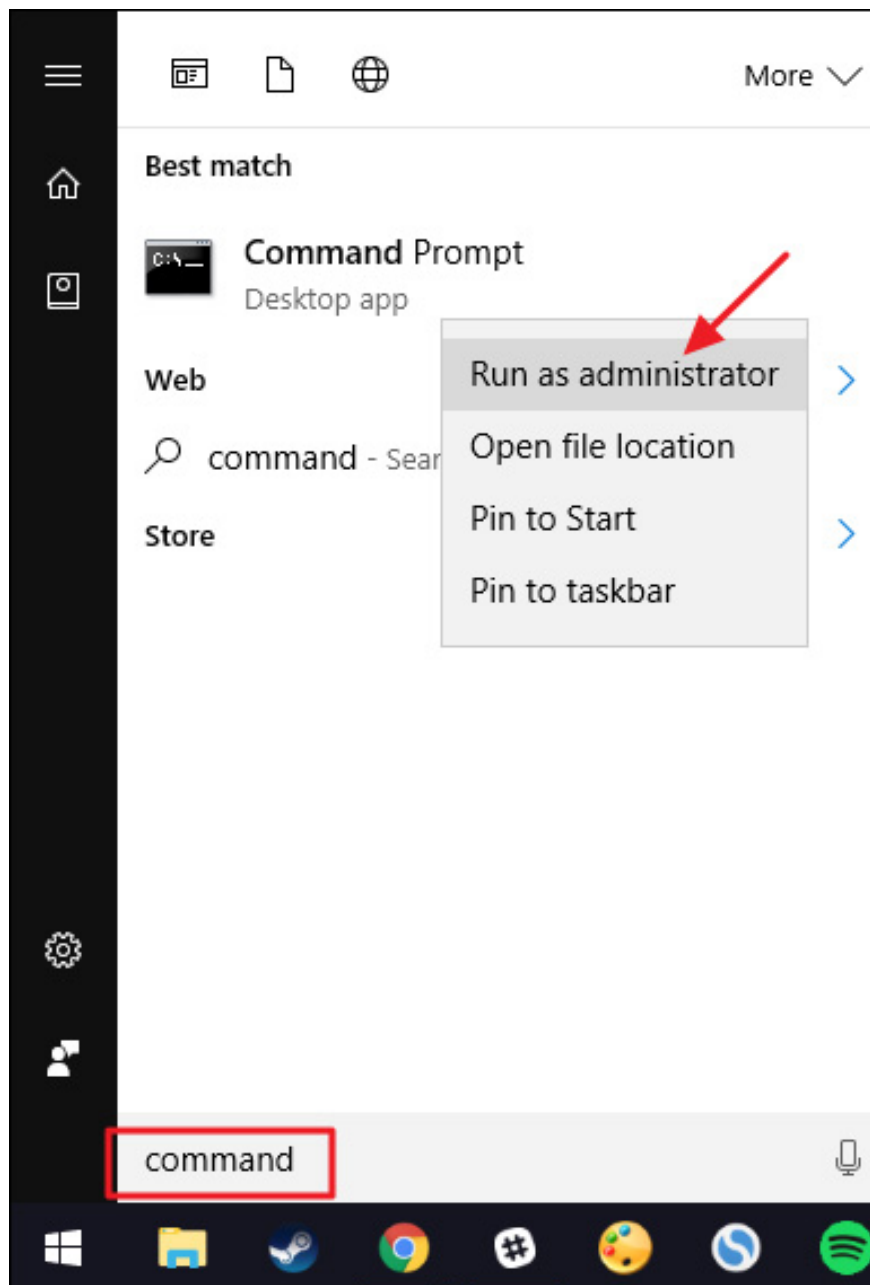 More
Best match
C:\
Command Prompt
Desktop app
Run as administrator
Web
Open file location
command - Sear
Pin to Start
Store
Pin to taskbar
command